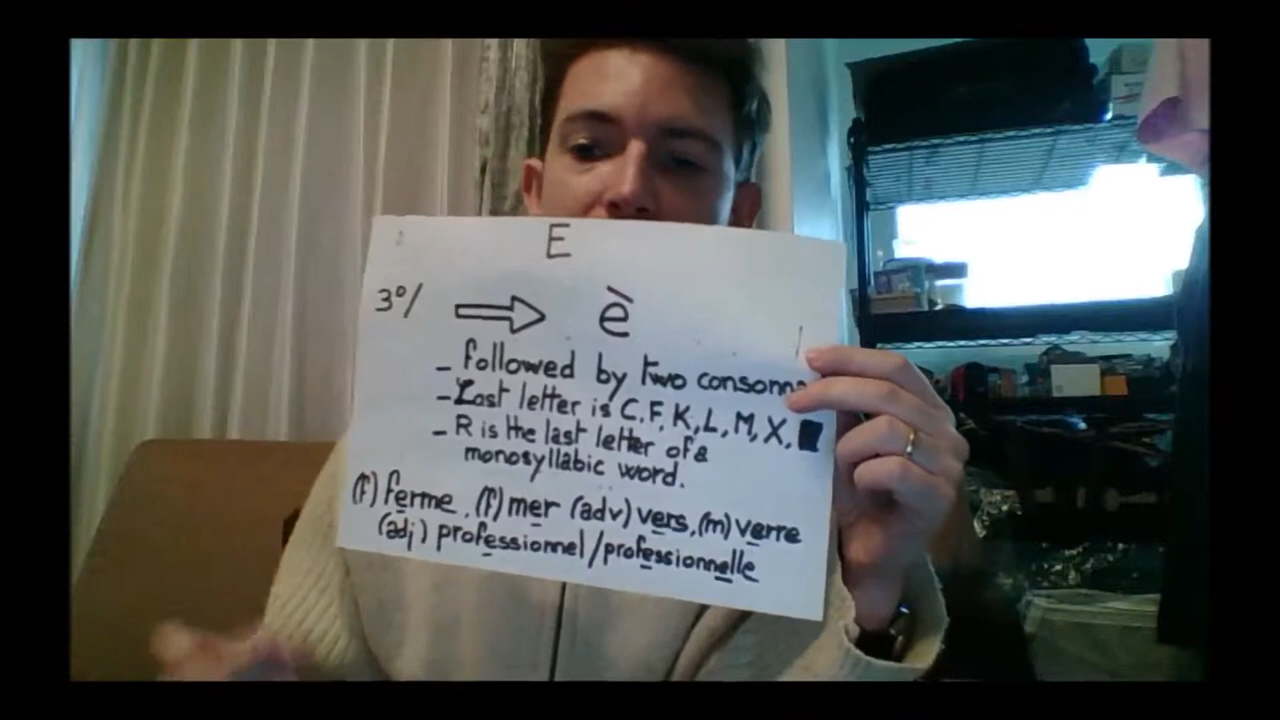 E
3°/ ⇒ è
- followed by two
- Last letter is C, F, K, L, M, X,
- R is the last letter of a
monosyllabic word.
(f) ferme, (f) mer (adv) vers, (m) verre
(adj) professionnel/professionnelle